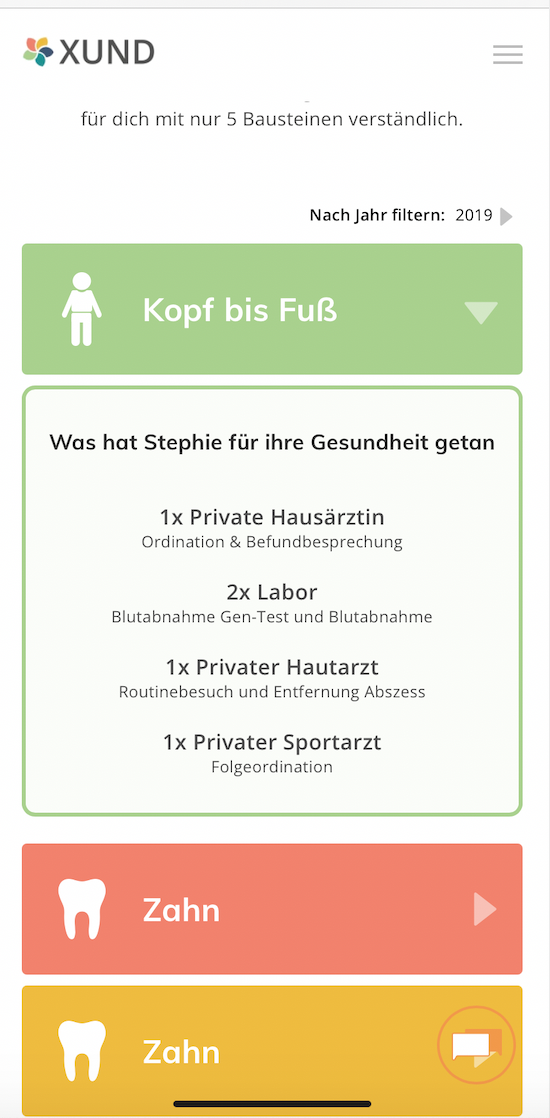 XUND
für dich mit nur 5 Bausteinen verständlich.
Nach Jahr filtern: 2019
Kopf bis Fuß
Was hat Stephie für ihre Gesundheit getan
1x Private Hausärztin
Ordination & Befundbesprechung
2x Labor
Blutabnahme Gen-Test und Blutabnahme
1x Privater Hautarzt
Routinebesuch und Entfernung Abszess
1x Privater Sportarzt
Folgeordination
Zahn
Zahn